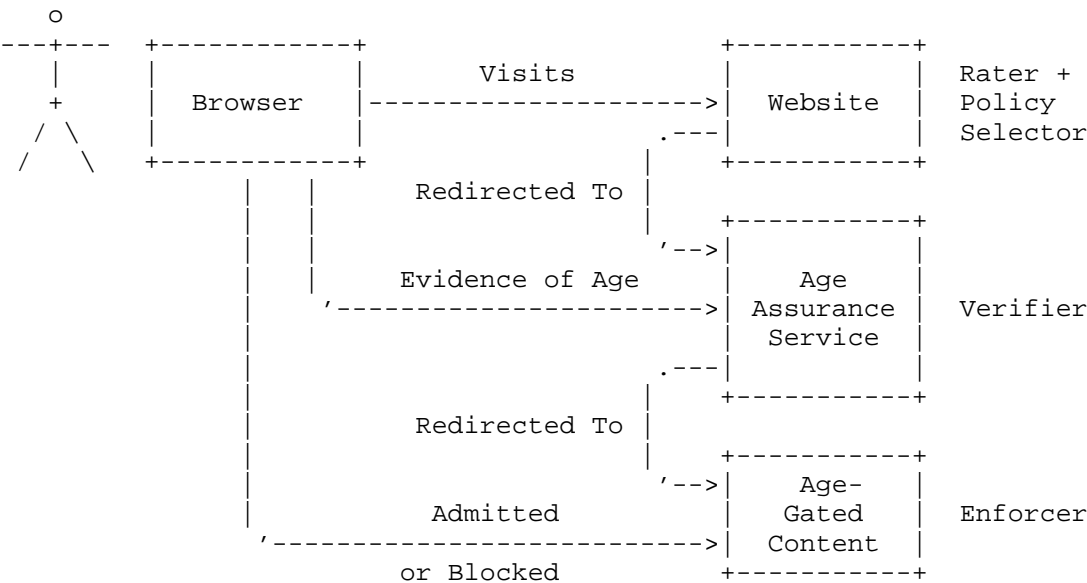 Visits Rater +
Browser Website Policy
Selector
Redirected To
Evidence of Age Age
Assurance Verifier
Service
Redirected To
Age-
Admitted Gated Enforcer
Content
or Blocked